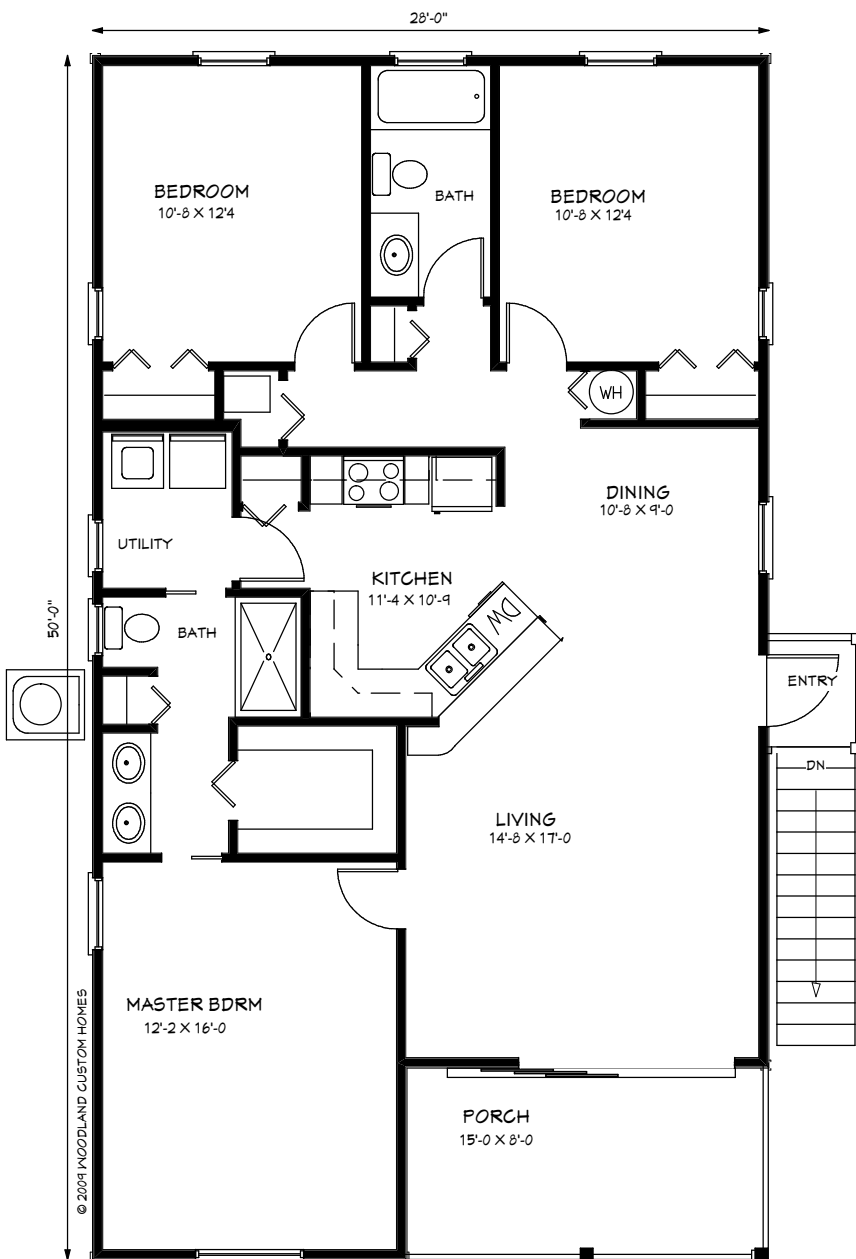 28'-0"
BEDROOM
10'-8 X 12'4
BATH
BEDROOM
10'-8 X 12'4
WH
DINING
10'-8 X 9'-0
UTILITY
KITCHEN
11'-4 X 10'-9
DW
50'-0"
BATH
ENTRY
DN
LIVING
14'-8 X 17'-0
MASTER BDRM
12'-2 X 16'-0
© 2009 WOODLAND CUSTOM HOMES
PORCH
15'-0 X 8'-0